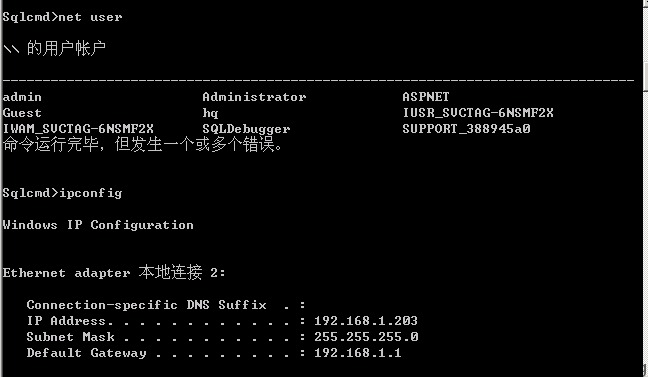 Sqlcmd>net user
\\ 的用户帐户
-------------------------------------------------------------------------------
admin                    Administrator            ASPNET
Guest                    hq                       IUSR_SVCTAG-6NSMF2X
IWAM_SVCTAG-6NSMF2X      SQLDebugger              SUPPORT_388945a0
命令运行完毕，但发生一个或多个错误。
Sqlcmd>ipconfig
Windows IP Configuration
Ethernet adapter 本地连接 2:
   Connection-specific DNS Suffix  . :
   IP Address. . . . . . . . . . . . : 192.168.1.203
   Subnet Mask . . . . . . . . . . . : 255.255.255.0
   Default Gateway . . . . . . . . . : 192.168.1.1